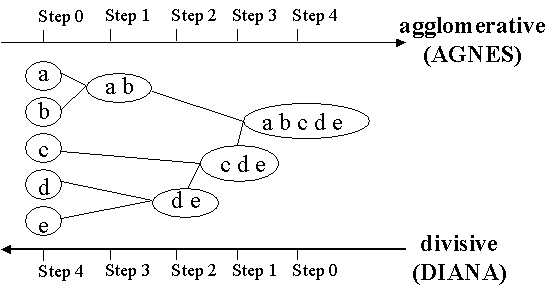 Step 0 Step 1 Step 2 Step 3 Step 4
agglomerative
(AGNES)
a
a b
b
a b c d e
c
c d e
d
d e
e
divisive
(DIANA)
Step 4 Step 3 Step 2 Step 1 Step 0